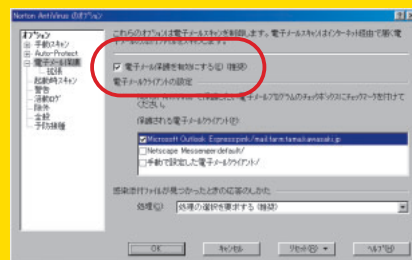 Norton AntiVirus のオプション
オプション
手動スキャン
Auto-Protect
電子メール保護
拡張
起動時スキャン
警告
活動ログ
除外
全般
予防接種
これらのオプションは電子メールスキャンを制御します。電子メールスキャンはインターネット経由で届く電
電子メール保護を有効にする(E) (推奨)
電子メールクライアントの設定
ください。
保護される電子メールクライアント(P)
Microsoft Outlook Express
Netscape Messenger:default/
手動で設定した電子メールクライアント/
感染添付ファイルが見つかったときの応答のしかた
処理(C): 処理の選択を要求する (推奨)
OK
キャンセル
リセット(R)
ヘルプ(H)